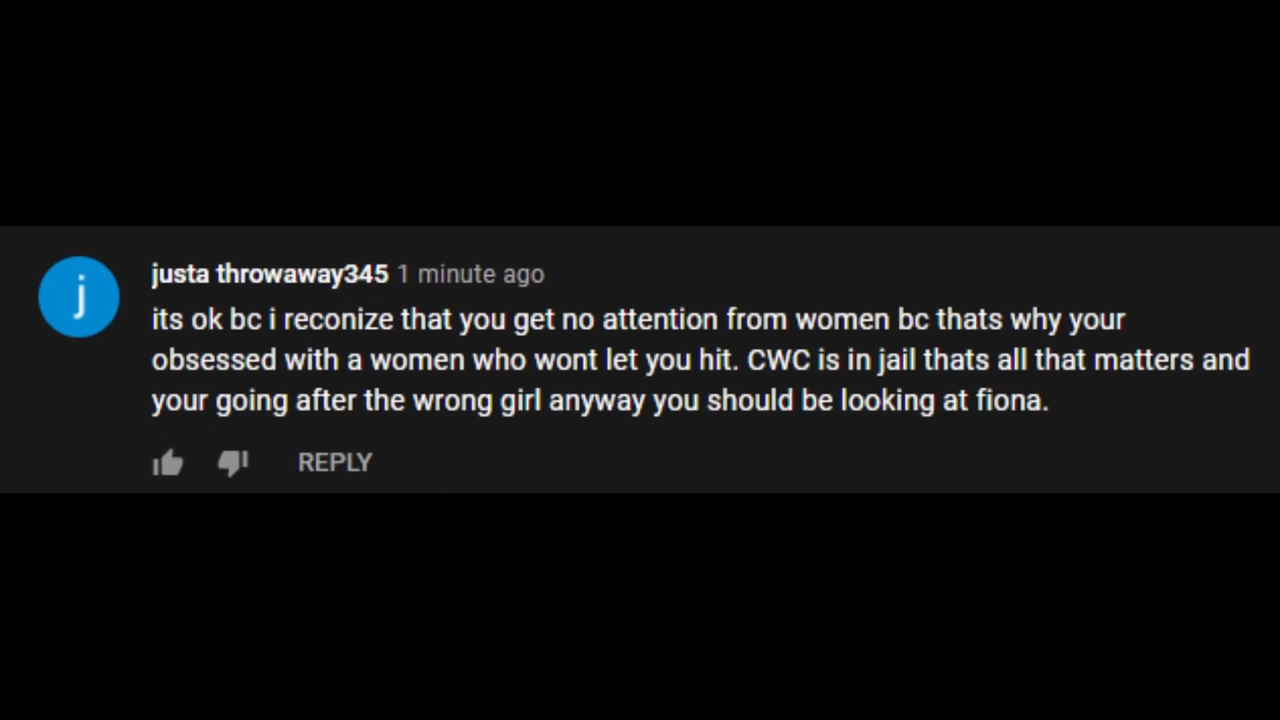 j
justa throwaway345 1 minute ago
its ok bc i reconize that you get no attention from women bc thats why your
obsessed with a women who wont let you hit. CWC is in jail thats all that matters and
your going after the wrong girl anyway you should be looking at fiona.
REPLY